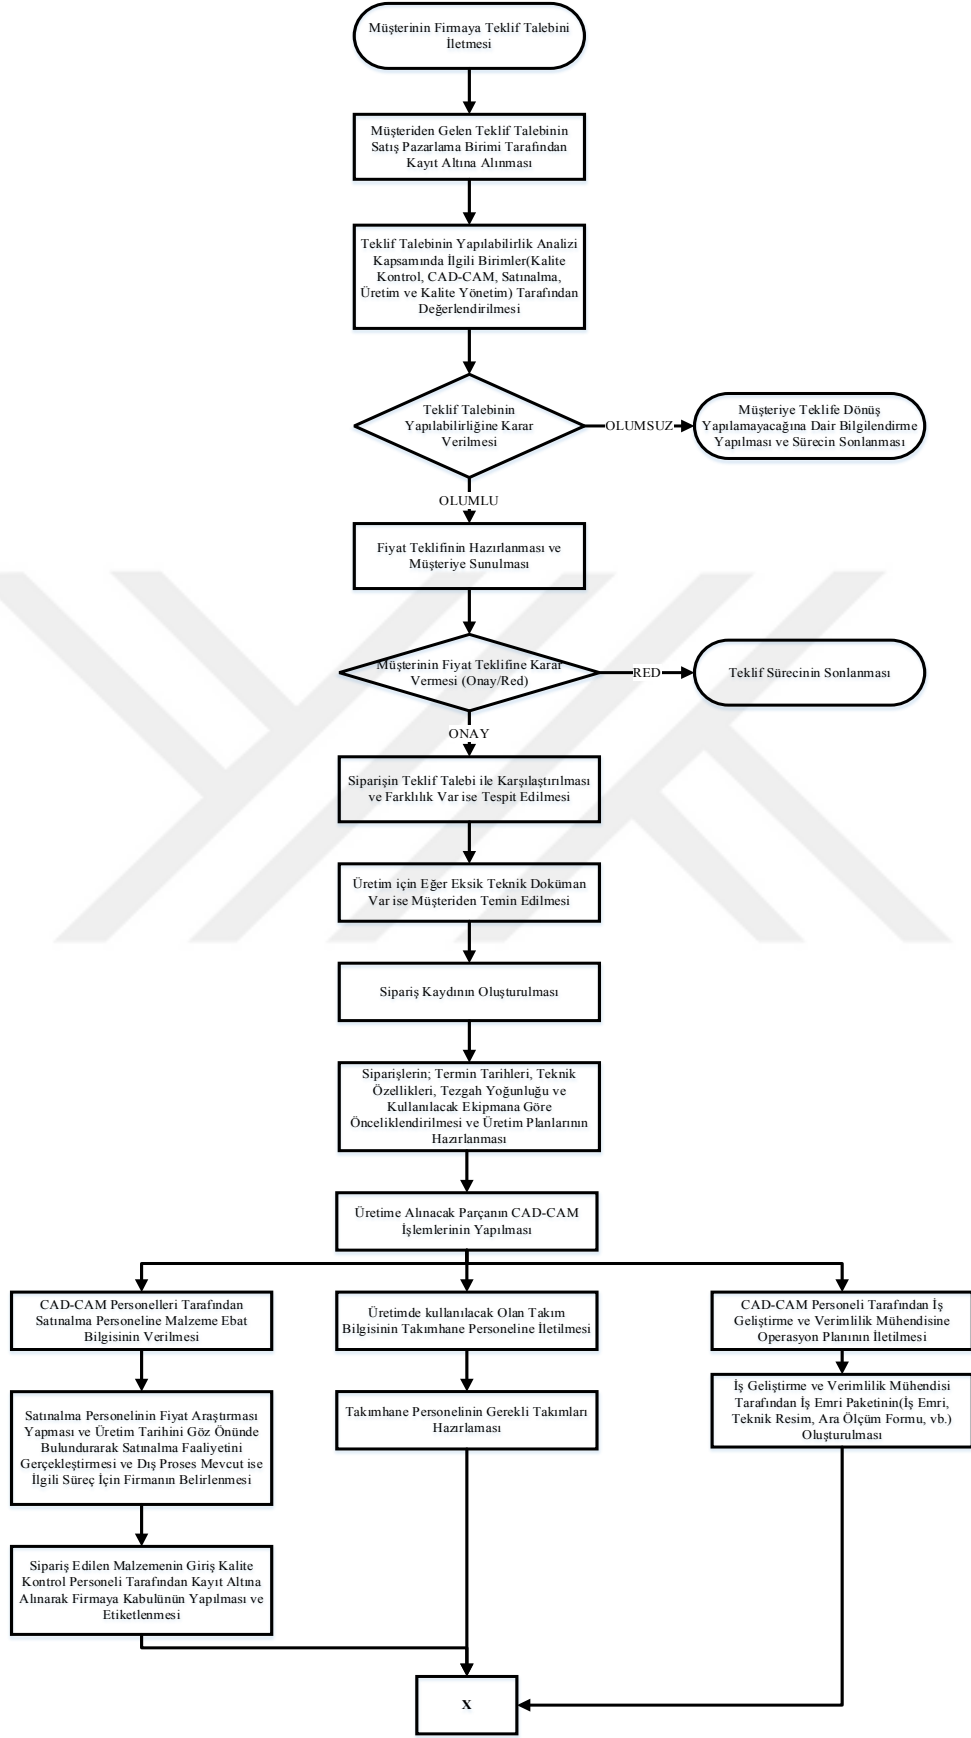 Müşterinin Firmaya Teklif Talebini
İletmesi
Müşteriden Gelen Teklif Talebinin
Satış Pazarlama Birimi Tarafından
Kayıt Altına Alınması
Teklif Talebinin Yapılabilirlik Analizi
Kapsamında İlgili Birimler(Kalite
Kontrol, CAD-CAM, Satınalma,
Üretim ve Kalite Yönetim) Tarafından
Değerlendirilmesi
Teklif Talebinin
Yapılabilirliğine Karar
Verilmesi
OLUMSUZ
Müşteriye Teklife Dönüş
Yapılamayacağına Dair Bilgilendirme
Yapılması ve Sürecin Sonlanması
OLUMLU
Fiyat Teklifinin Hazırlanması ve
Müşteriye Sunulması
Müşterinin Fiyat Teklifine Karar
Vermesi (Onay/Red)
RED
Teklif Sürecinin Sonlanması
ONAY
Siparişin Teklif Talebi ile Karşılaştırılması
ve Farklılık Var ise Tespit Edilmesi
Üretim için Eğer Eksik Teknik Doküman
Var ise Müşteriden Temin Edilmesi
Sipariş Kaydının Oluşturulması
Siparişlerin; Termin Tarihleri, Teknik
Özellikleri, Tezgah Yoğunluğu ve
Kullanılacak Ekipmana Göre
Önceliklendirilmesi ve Üretim Planlarının
Hazırlanması
Üretime Alınacak Parçanın CAD-CAM
İşlemlerinin Yapılması
CAD-CAM Personelleri Tarafından
Satınalma Personeline Malzeme Ebat
Bilgisinin Verilmesi
Üretimde kullanılacak Olan Takım
Bilgisinin Takımhane Personeline İletilmesi
CAD-CAM Personeli Tarafından İş
Geliştirme ve Verimlilik Mühendisine
Operasyon Planının İletilmesi
Satınalma Personelinin Fiyat Araştırması
Yapması ve Üretim Tarihini Göz Önünde
Bulundurarak Satınalma Faaliyetini
Gerçekleştirmesi ve Dış Proses Mevcut ise
İlgili Süreç İçin Firmanın Belirlenmesi
Takımhane Personelinin Gerekli Takımları
Hazırlaması
İş Geliştirme ve Verimlilik Mühendisi
Tarafından İş Emri Paketinin(İş Emri,
Teknik Resim, Ara Ölçüm Formu, vb.)
Oluşturulması
Sipariş Edilen Malzemenin Giriş Kalite
Kontrol Personeli Tarafından Kayıt Altına
Alınarak Firmaya Kabulünün Yapılması ve
Etiketlenmesi
X